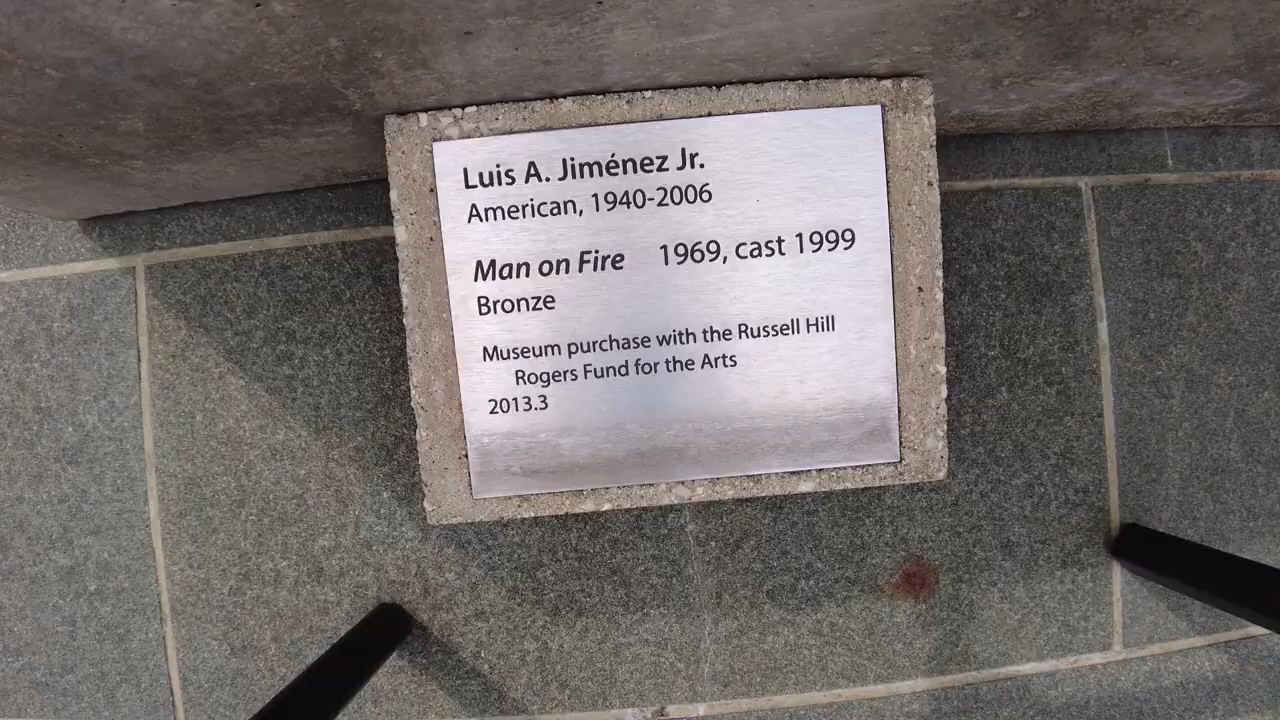 Luis A. Jiménez Jr.
American, 1940-2006
Man on Fire 1969, cast 1999
Bronze
Museum purchase with the Russell Hill
Rogers Fund for the Arts
2013.3